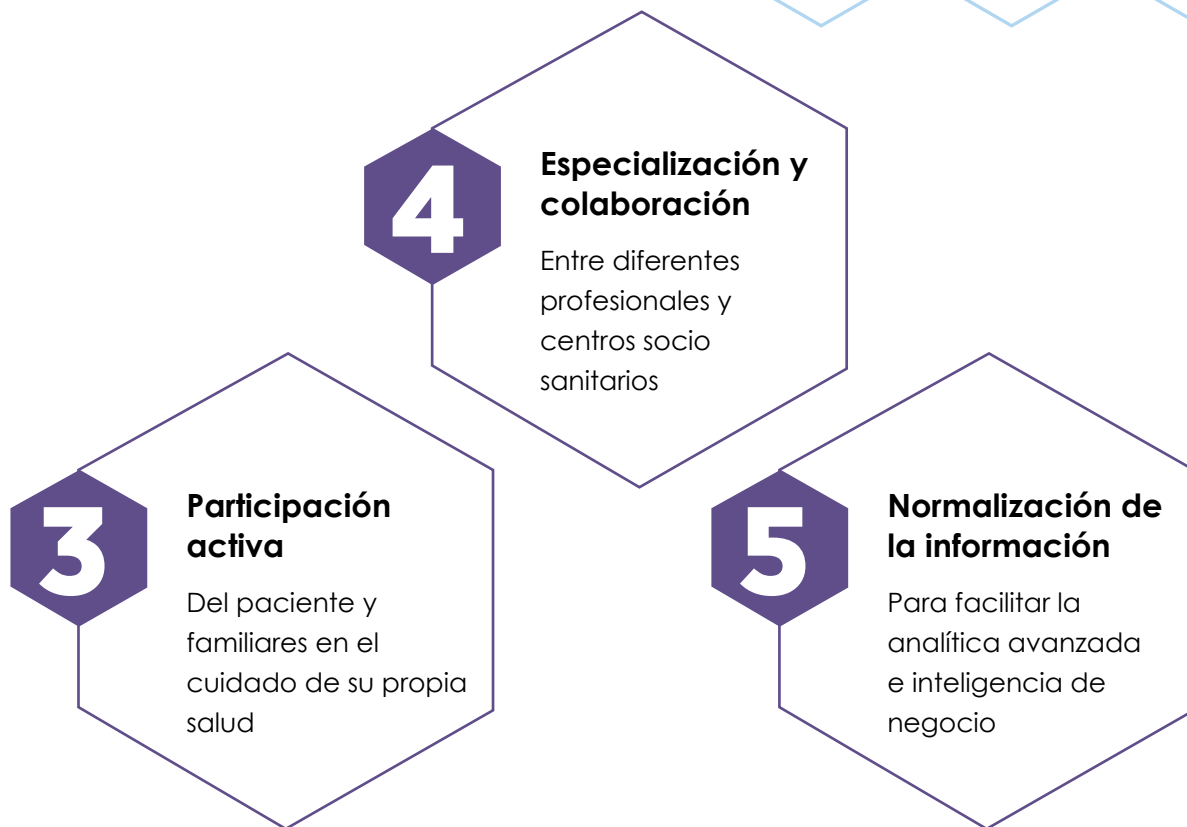 4
Especialización y
colaboración
Entre diferentes
profesionales y
centros socio
sanitarios
3
Participación
activa
Del paciente y
familiares en el
cuidado de su propia
salud
5
Normalización de
la información
Para facilitar la
analítica avanzada
e inteligencia de
negocio